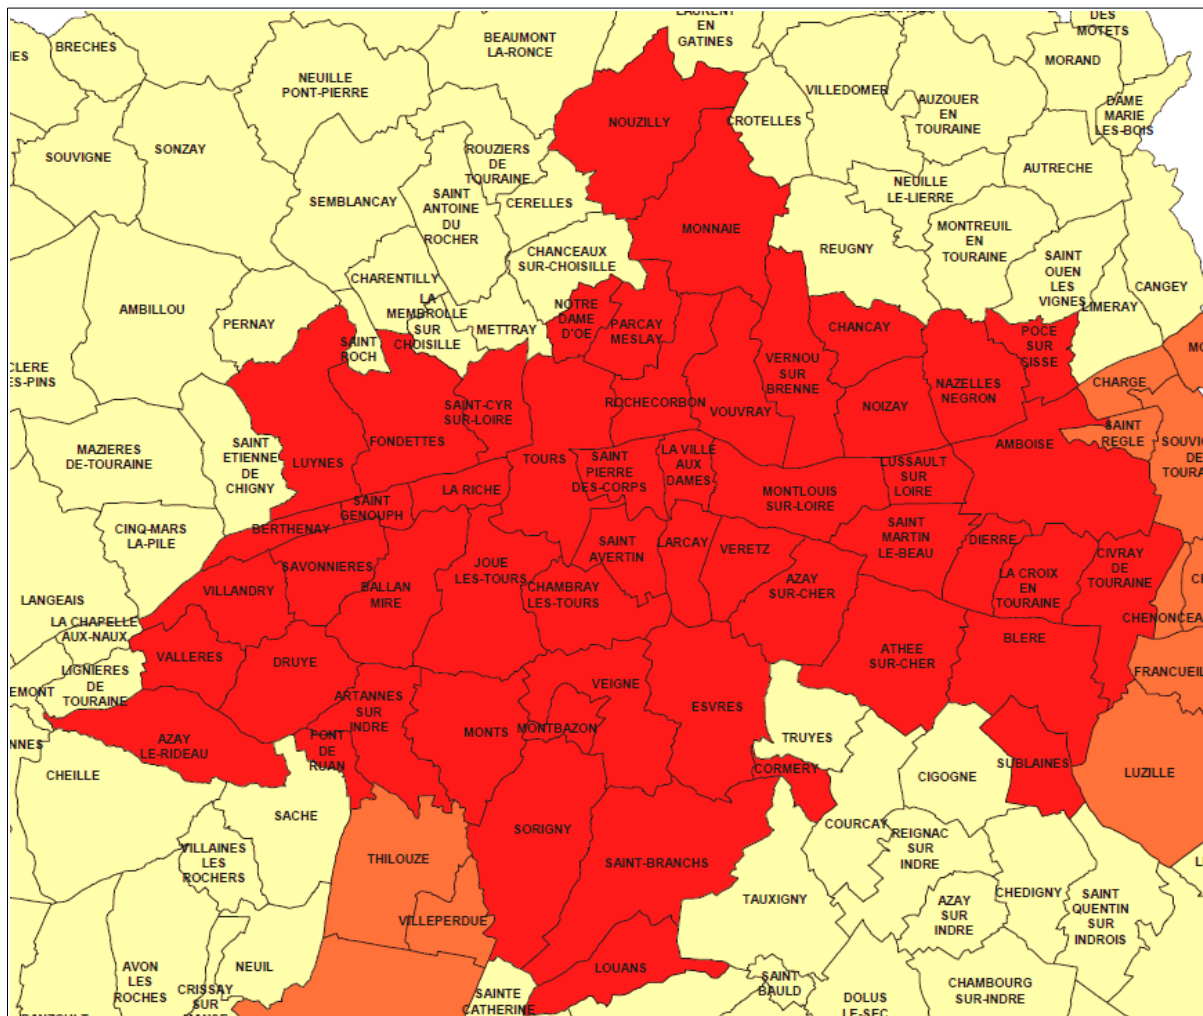 BRECHES
BEAUMONT
LA-RONCE
EN
GATINES
DES
MOTETS
MORAND
NEUILLE
PONT-PIERRE
VILLEDOMER
AUZOUER
EN
TOURAINE
DAME
MARIE
LES-BOIS
NOUZILLY
CROTELLES
SOUVIGNE
SONZAY
ROUZIERS
DE
TOURAINE
AUTRECHE
SEMBLANCAY
SAINT
ANTOINE
DU
ROCHER
CERELLES
NEUILLE
LE-LIERRE
MONNAIE
REUGNY
MONTREUIL
EN
TOURAINE
CHANCEAUX
SUR-CHOISILLE
SAINT
OUEN
LES
VIGNES
CHARENTILLY
CANGEY
LIMERAY
AMBILLOU
PERNAY
LA
MEMBROLLE
SUR
CHOISILLE
METTRAY
NOTRE
DAME
D'OE
PARCAY
MESLAY
CHANCAY
POCE
SUR
CISSE
SAINT
ROCH
VERNOU
SUR
BRENNE
CLERE
ES-PINS
CHARGE
NAZELLES
NEGRON
SAINT-CYR
SUR-LOIRE
ROCHECORBON
VOUVRAY
NOIZAY
SAINT
REGLE
FONDETTES
AMBOISE
MAZIERES
DE-TOURAINE
SAINT
ETIENNE
DE
CHIGNY
LUYNES
TOURS
SAINT
PIERRE
DES-CORPS
LA VILLE
AUX
DAMES
LUSSAULT
SUR
LOIRE
LA RICHE
MONTLOUIS
SUR-LOIRE
SAINT
GENOUPH
BERTHENAY
CINQ-MARS
LA-PILE
SAINT
AVERTIN
LARCAY
VERETZ
SAINT
MARTIN
LE-BEAU
DIERRE
CIVRAY
DE
TOURAINE
SAVONNIERES
BALLAN
MIRE
JOUE
LES-TOURS
CHAMBRAY
LES-TOURS
AZAY
SUR-CHER
LA CROIX
EN
TOURAINE
VILLANDRY
LANGEAIS
LA CHAPELLE
AUX-NAUX
BLERE
ATHEE
SUR-CHER
VALLERES
DRUYE
LIGNIERES
DE
TOURAINE
FRANCUEIL
ARTANNES
SUR
INDRE
VEIGNE
ESVRES
MONTS
MONTBAZON
AZAY
LE-RIDEAU
PONT
DE
RUAN
TRUYES
CORMERY
SUBLAINES
CIGOGNE
LUZILLE
CHEILLE
SACHE
SORIGNY
COURCAY
REIGNAC
SUR
INDRE
VILLAINES
LES
ROCHERS
THILOUZE
SAINT-BRANCHS
TAUXIGNY
CHEDIGNY
AZAY
SUR
INDRE
SAINT
QUENTIN
SUR
INDROIS
VILLEPERDUE
AVON
LES
ROCHES
NEUIL
LOUANS
SAINT
BAULD
CHAMBOURG
SUR-INDRE
CRISSAY
SUR
SAINTE
CATHERINE
DOLUS
LE-SEC